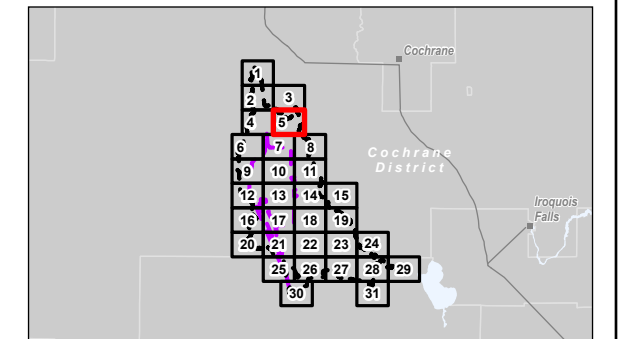 Cochrane
1
2 3
4 5
6 7 8
Cochrane
District
9 10 11
12 13 14 15
Iroquois
Falls
16 17 18 19
20 21 22 23 24
25 26 27 28 29
30 31